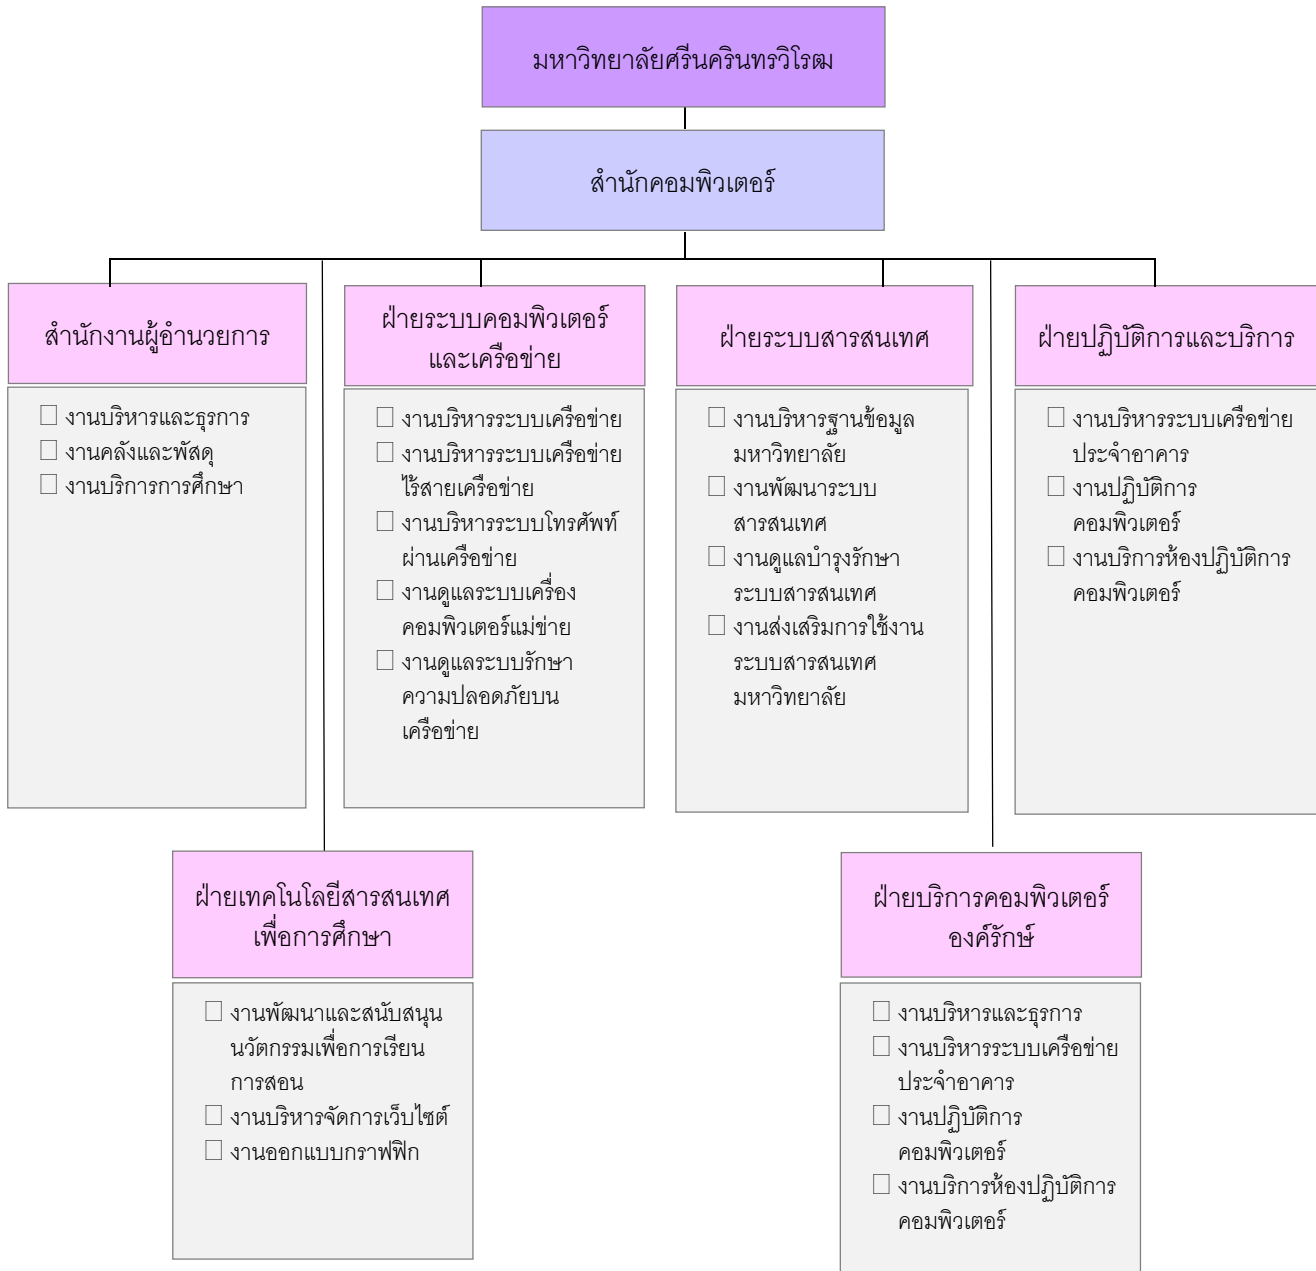 มหาวิทยาลัยศรีนครินทรวิโรฒ
สำนักคอมพิวเตอร์
สำนักงานผู้อำนวยการ
งานบริหารและธุรการ
งานคลังและพัสดุ
งานบริการการศึกษา
ฝ่ายระบบคอมพิวเตอร์
และเครือข่าย
งานบริหารระบบเครือข่าย
งานบริหารระบบเครือข่าย
ไร้สายเครือข่าย
งานบริหารระบบโทรศัพท์
ผ่านเครือข่าย
งานดูแลระบบเครื่อง
คอมพิวเตอร์แม่ข่าย
งานดูแลระบบรักษา
ความปลอดภัยบน
เครือข่าย
ฝ่ายระบบสารสนเทศ
งานบริหารฐานข้อมูล
มหาวิทยาลัย
งานพัฒนาระบบ
สารสนเทศ
งานดูแลบำรุงรักษา
ระบบสารสนเทศ
งานส่งเสริมการใช้งาน
ระบบสารสนเทศ
มหาวิทยาลัย
ฝ่ายปฏิบัติการและบริการ
งานบริหารระบบเครือข่าย
ประจำอาคาร
งานปฏิบัติการ
คอมพิวเตอร์
งานบริการห้องปฏิบัติการ
คอมพิวเตอร์
ฝ่ายเทคโนโลยีสารสนเทศ
เพื่อการศึกษา
งานพัฒนาและสนับสนุน
นวัตกรรมเพื่อการเรียน
การสอน
งานบริหารจัดการเว็บไซต์
งานออกแบบกราฟฟิก
ฝ่ายบริการคอมพิวเตอร์
องค์รักษ์
งานบริหารและธุรการ
งานบริหารระบบเครือข่าย
ประจำอาคาร
งานปฏิบัติการ
คอมพิวเตอร์
งานบริการห้องปฏิบัติการ
คอมพิวเตอร์